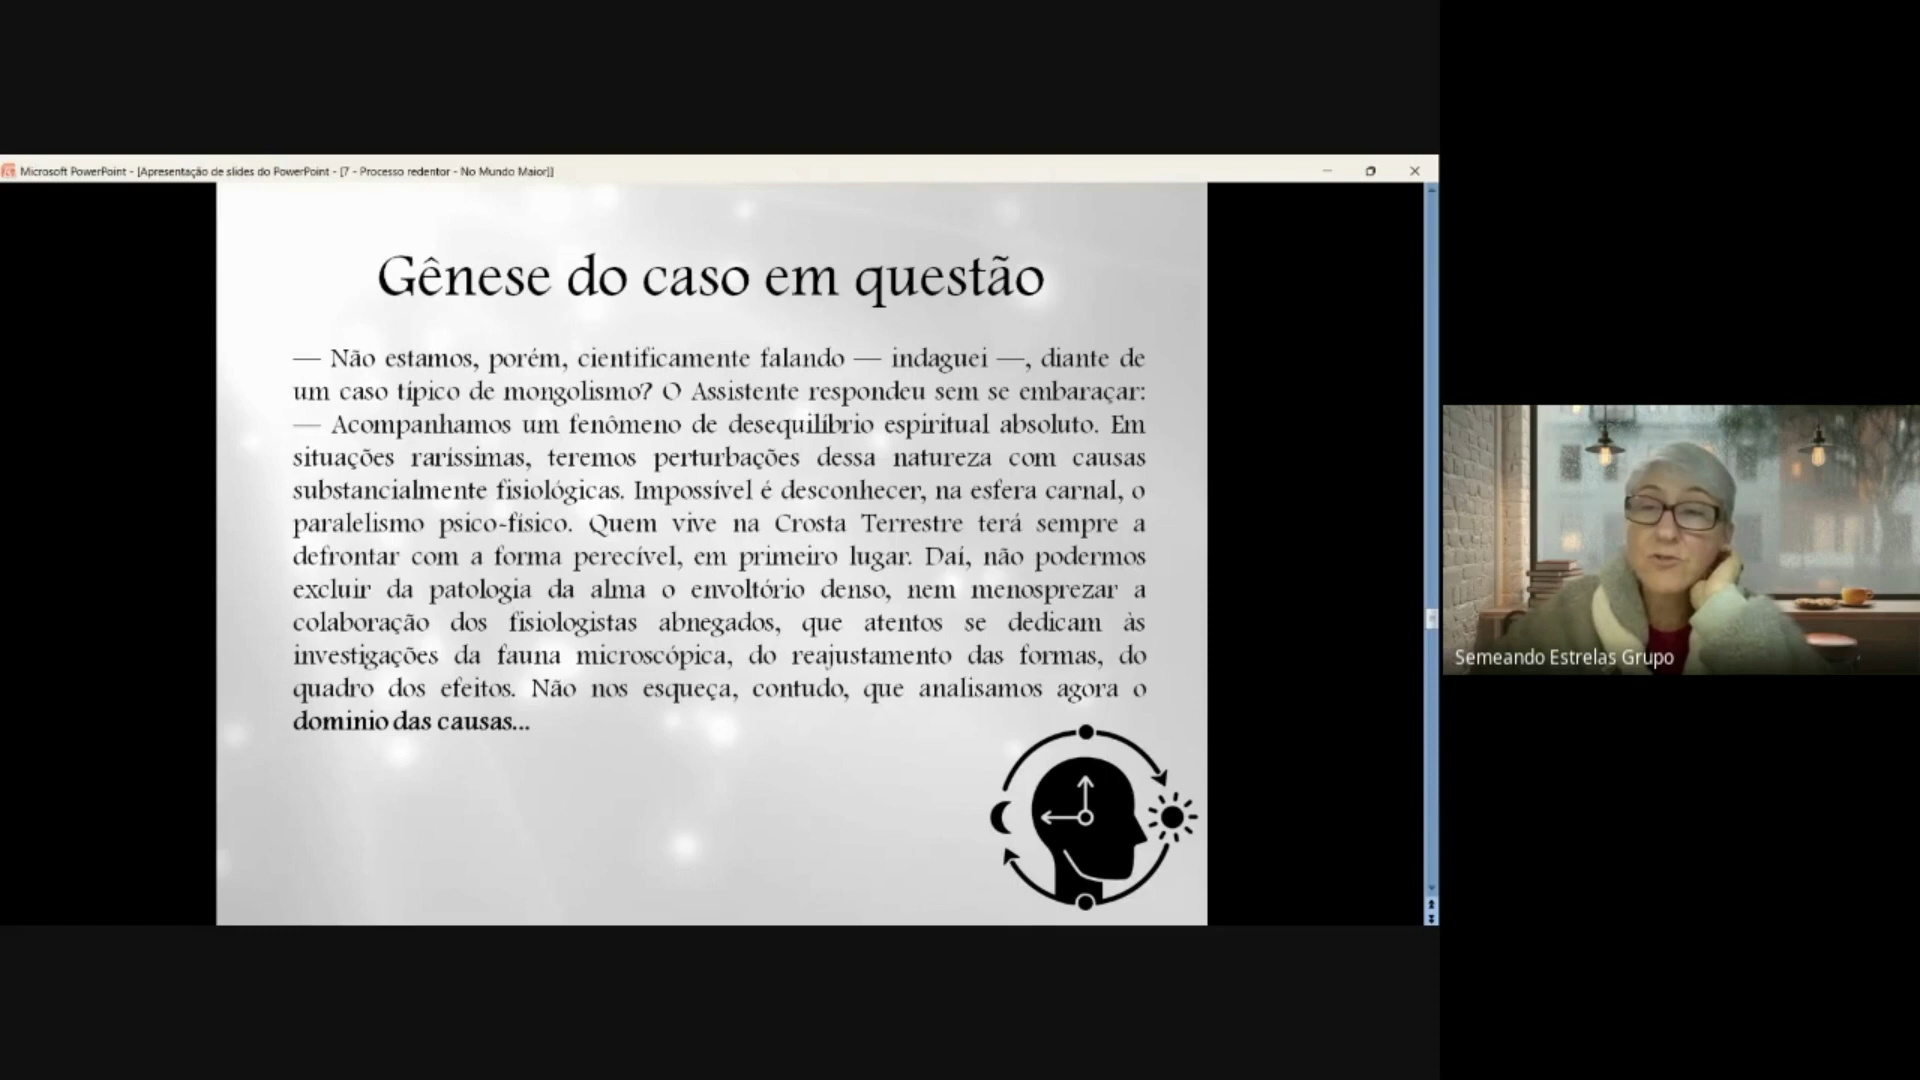 Microsoft PowerPoint - [Apresentação de slides do PowerPoint - [7 - Processo redentor - No Mundo Maior]]
Gênese do caso em questão
— Não estamos, porém, cientificamente falando — indaguei —, diante de
um caso típico de mongolismo? O Assistente respondeu sem se embaraçar:
— Acompanhamos um fenômeno de desequilíbrio espiritual absoluto. Em
situações raríssimas, teremos perturbações dessa natureza com causas
substancialmente fisiológicas. Impossível é desconhecer, na esfera carnal, o
paralelismo psico-físico. Quem vive na Crosta Terrestre terá sempre a
defrontar com a forma perecível, em primeiro lugar. Daí, não podermos
excluir da patologia da alma o envoltório denso, nem menosprezar a
colaboração dos fisiologistas abnegados, que atentos se dedicam às
investigações da fauna microscópica, do reajustamento das formas, do
quadro dos efeitos. Não nos esqueça, contudo, que analisamos agora o
domínio das causas...
Semeando Estrelas Grupo